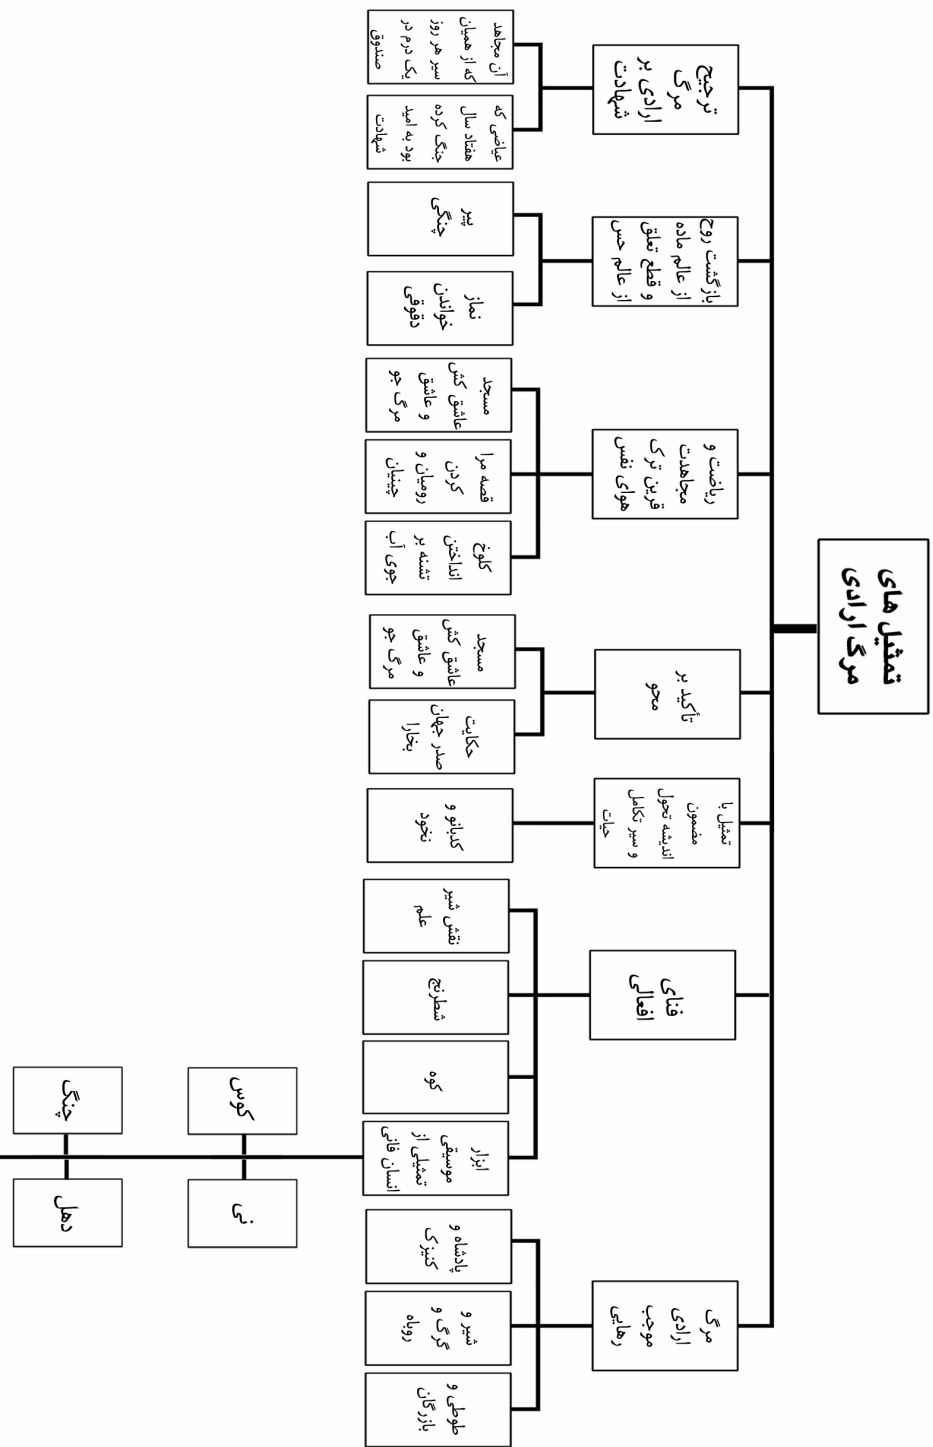 تمثیل های
مرگ ارادی
ترجیح
مرگ
ارادی بر
شهادت
آن مجاهد
که از همیان
سیر هر روز
یک درم در
صندوق
عیاضی که
هفتاد سال
جنگ کرده
بود به امید
شهادت
بازگشت روح
از عالم ماده
و قطع تعلق
از عالم حس
پیر
چنگی
نماز
خواندن
دقوقی
ریاضت و
مجاهدت
قرین ترک
هوای نفس
مسجد
عاشق کش
و عاشق
مرگ جو
قصه مرا
کردن
رومیان و
چینیان
کلوخ
انداختن
تشنه بر
جوی آب
تأکید بر
محو
مسجد
عاشق کش
و عاشق
مرگ جو
حکایت
صدر جهان
بخارا
تمثیل با
مضمون
اندیشه تحول
و سیر تکامل
حیات
کدبانو و
نخود
فنای
افعالی
نقش شیر
علم
شطرنج
کوه
ابزار
موسیقی
تمثیلی از
انسان فانی
کوس
نی
چنگ
دهل
مرگ
ارادی
موجب
رهایی
پادشاه و
کنیزک
شیر و
گرگ و
روباه
طوطی و
بازرگان